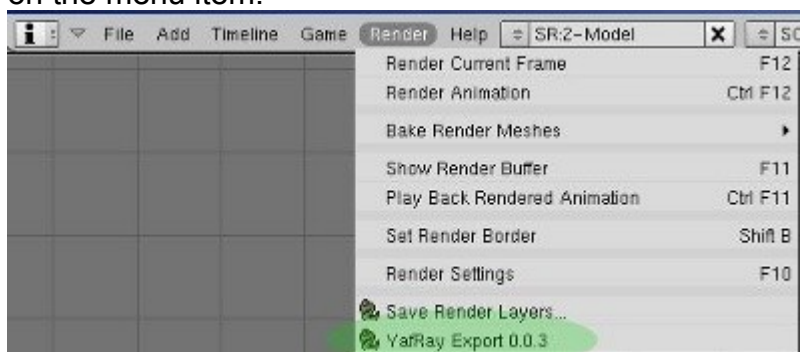 on the menu item.
i File Add Timeline Game Render Help SR:2-Model X SC
Render Current Frame F12
Render Animation Ctrl F12
Bake Render Meshes
Show Render Buffer F11
Play Back Rendered Animation Ctrl F11
Set Render Border Shift B
Render Settings F10
Save Render Layers...
YafRay Export 0.0.3